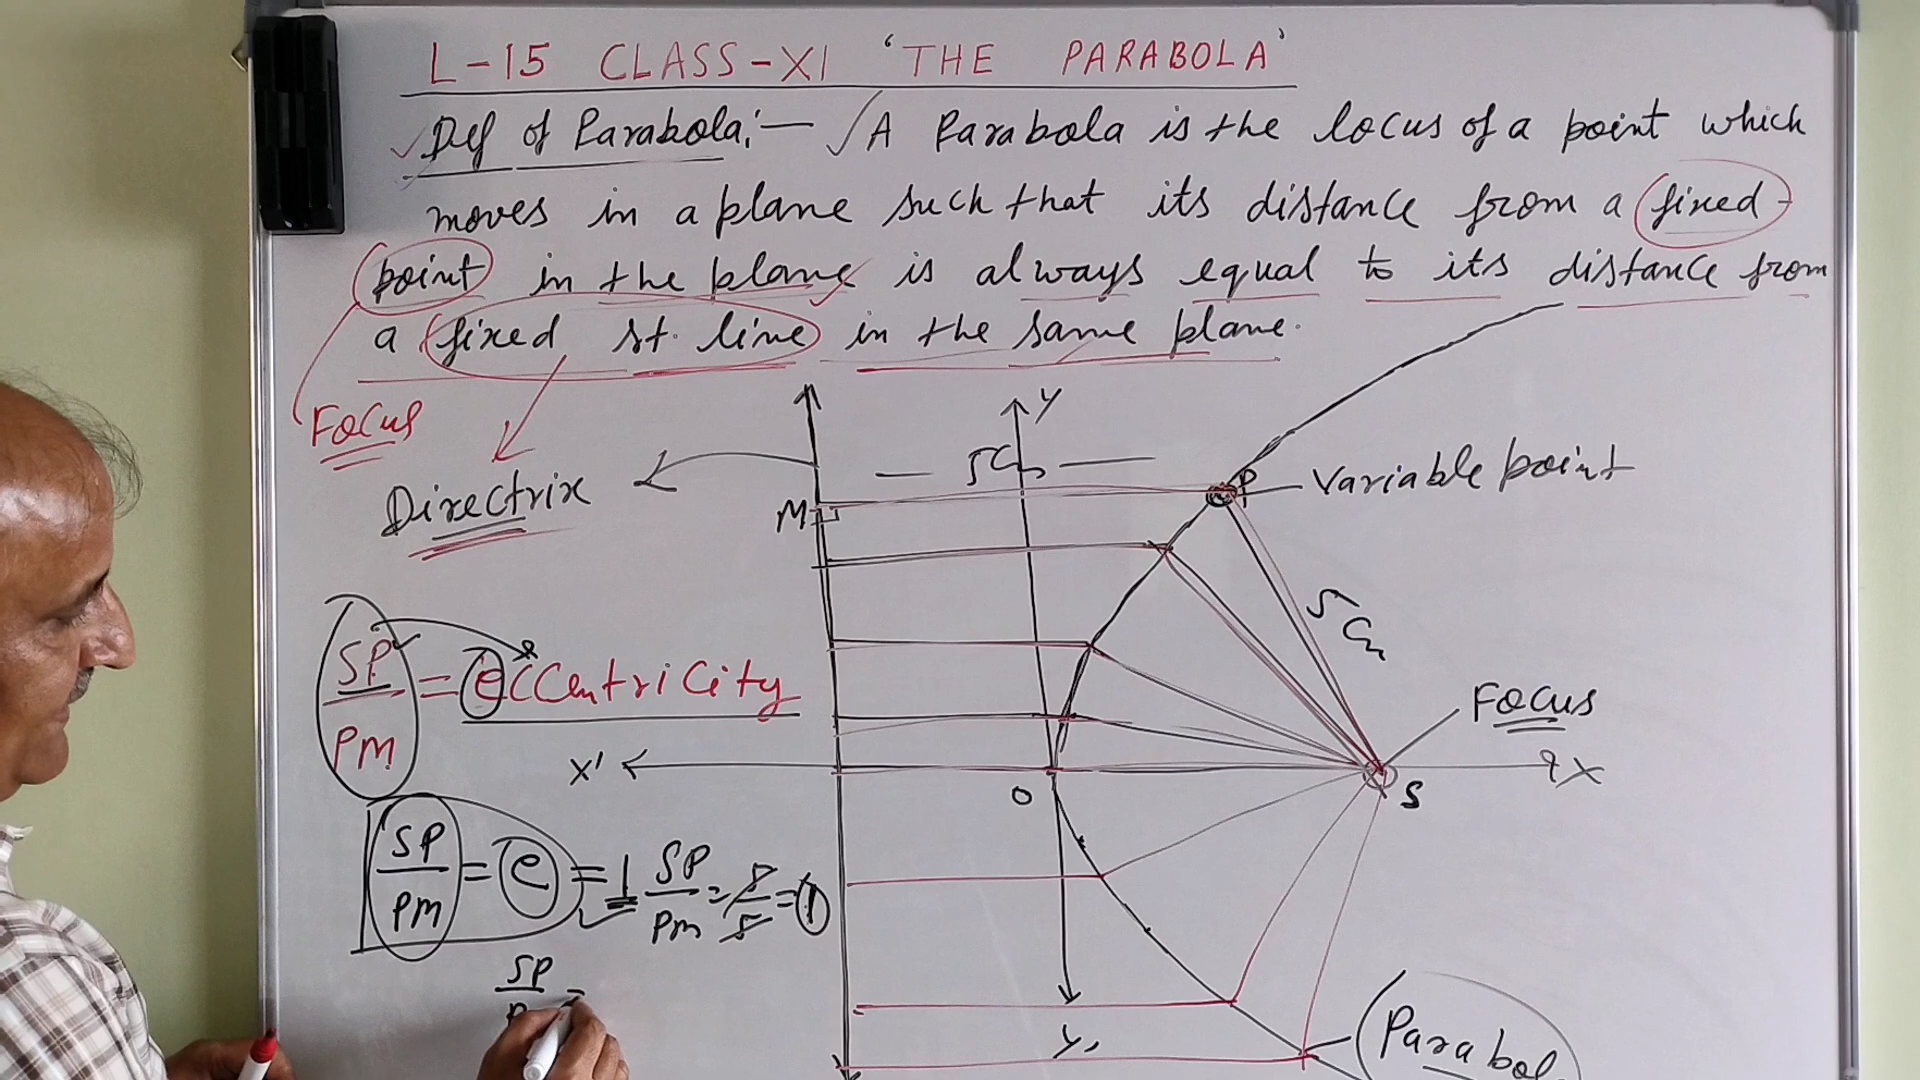 L-15 CLASS-XI 'THE PARABOLA'
Def of Parabola:- A Parabola is the locus of a point which
moves in a plane such that its distance from a fixed-
point in the plane is always equal to its distance from
a fixed st. line in the same plane.
Focus
Directrix
Y
5Cm
M
P
Variable point
5Cm
SP/PM = eccentricity
Focus
X'
X
O
S
SP/PM = e = 1
SP/PM = 5/5 = 1
SP
Y,
Parabol